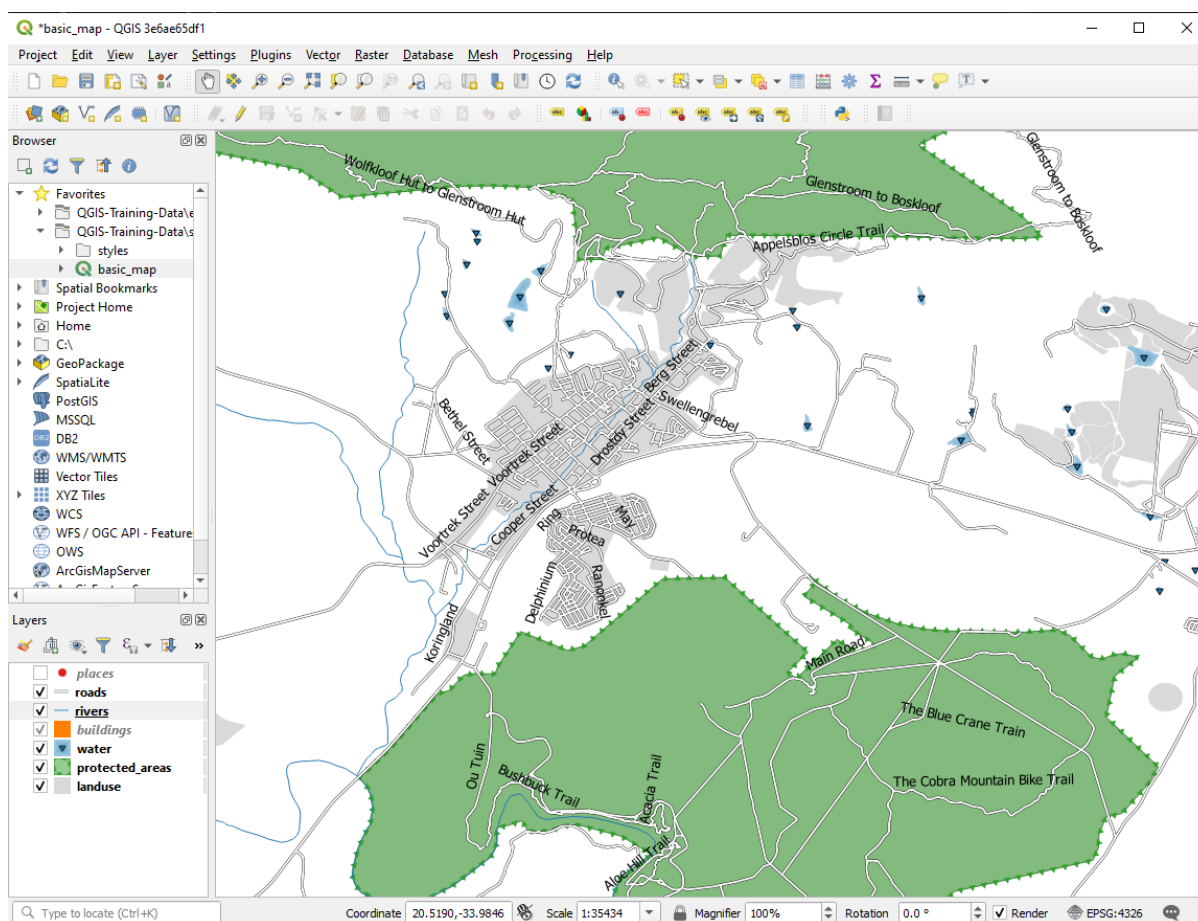 *basic_map - QGIS 3e6ae65df1
Project Edit View Layer Settings Plugins Vector Raster Database Mesh Processing Help
Browser
Favorites
QGIS-Training-Data\e
QGIS-Training-Data\s
styles
basic_map
Spatial Bookmarks
Project Home
Home
C:\
GeoPackage
SpatiaLite
PostGIS
MSSQL
DB2
WMS/WMTS
Vector Tiles
XYZ Tiles
WCS
WFS / OGC API - Feature
OWS
ArcGisMapServer
Layers
places
roads
rivers
buildings
water
protected_areas
landuse
Wolfkloof Hut to Glenstroom Hut
Glenstroom to Boskloof
Glenstroom to Boskloof
Appelsblos Circle Trail
Berg Street
Swellengrebel
Bethel Street
Voortrek Street
Drostdy Street
Voortrek Street
Cooper Street
Ring
May
Protea
Delphinium
Ranonkel
Koringland
Main Road
The Blue Crane Train
Ou Tuin
Bushbuck Trail
Acacia Trail
The Cobra Mountain Bike Trail
Aloe Hill Trail
Type to locate (Ctrl+K) Coordinate 20.5190,-33.9846 Scale 1:35434 Magnifier 100% Rotation 0.0 ° Render EPSG:4326